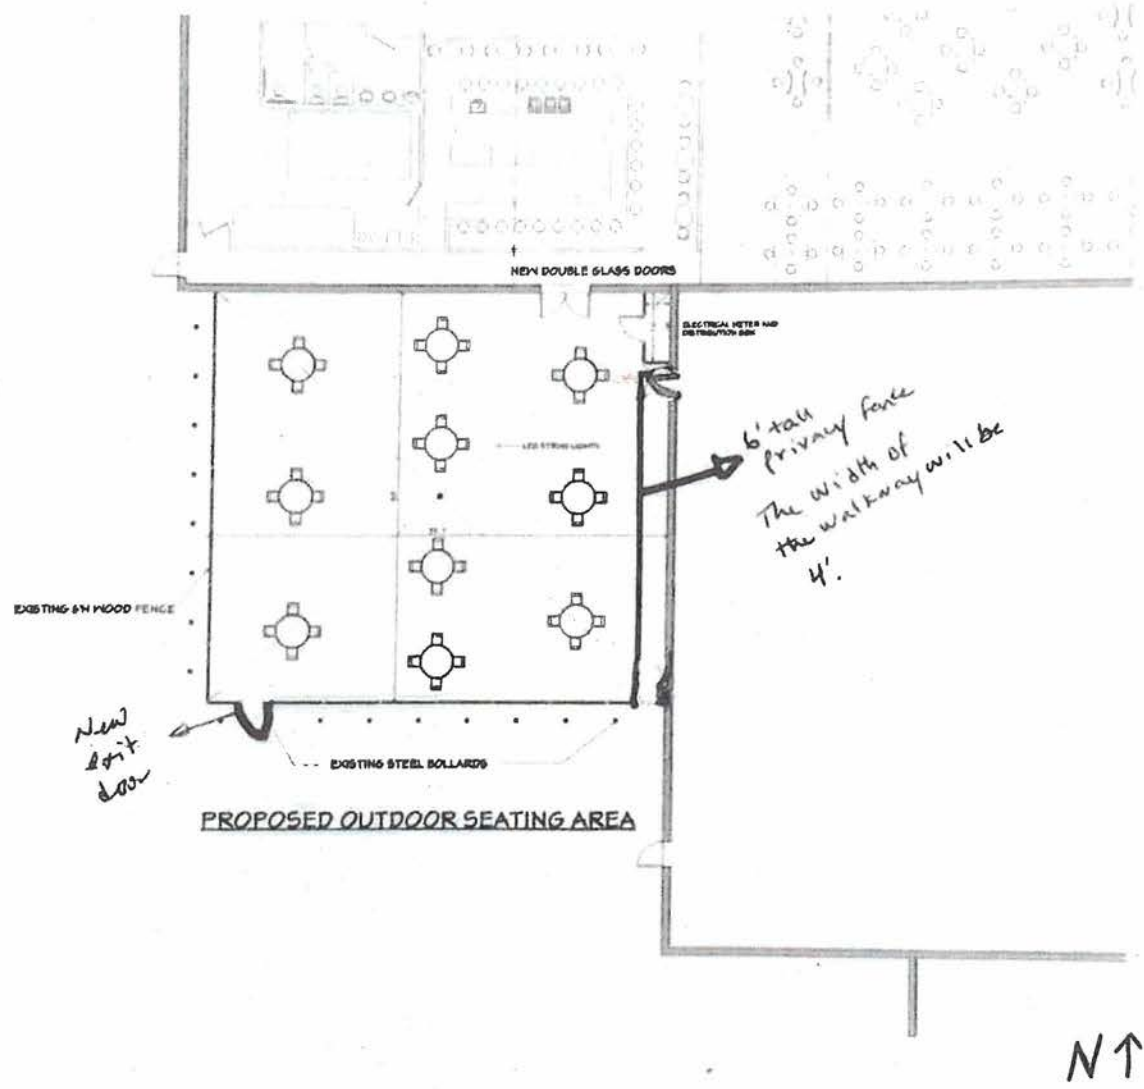 NEW DOUBLE GLASS DOORS
ELECTRICAL METER AND
DISTRIBUTION BOX
6' tall
privacy fence
The width of
the walkway will be
4'.
LED STRING LIGHTS
EXISTING 6'H WOOD FENCE
New
exit
door
EXISTING STEEL BOLLARDS
PROPOSED OUTDOOR SEATING AREA
N↑